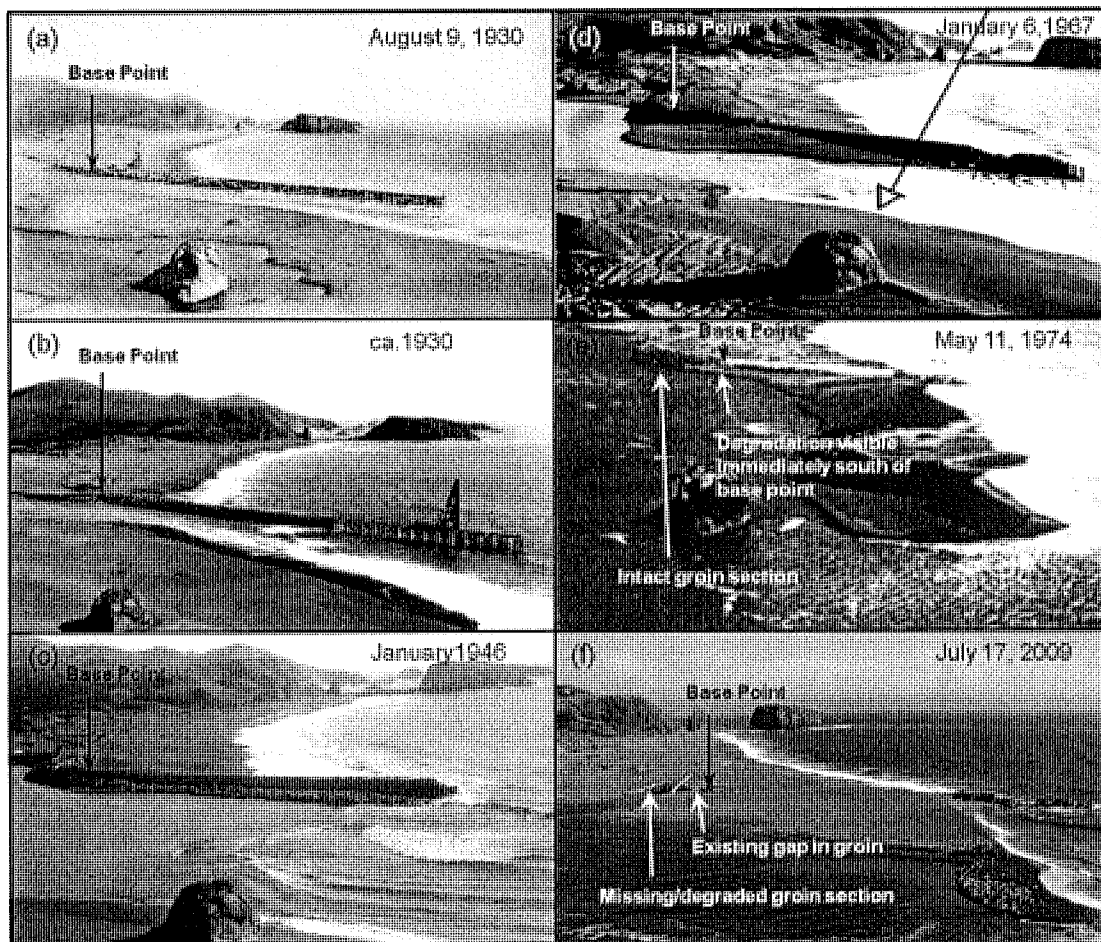 (a)
August 9, 1930
Base Point
(b)
ca. 1930
Base Point
(c)
January 1946
Base Point
(d)
January 6, 1967
Base Point
May 11, 1974
Base Point
Degradation visible
immediately south of
base point
Intact groin section
(f)
July 17, 2009
Base Point
Existing gap in groin
Missing/degraded groin section